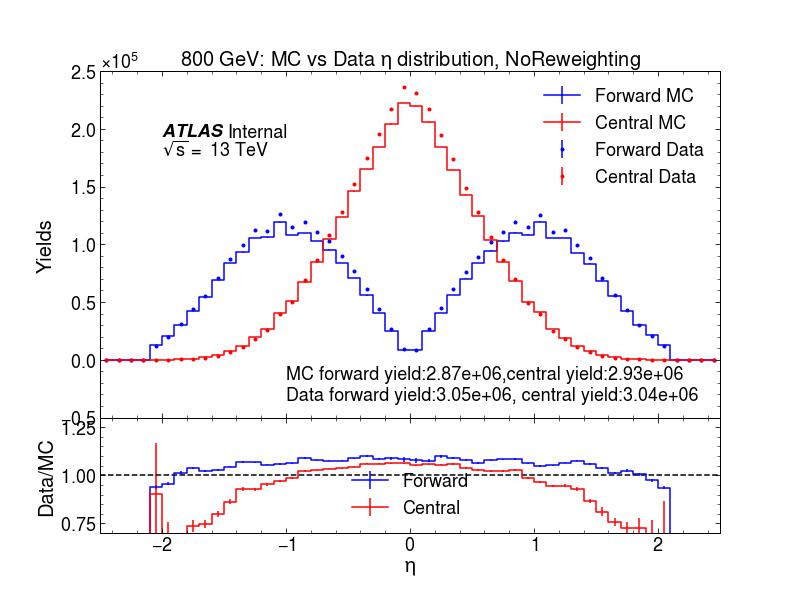 ×10⁵
800 GeV: MC vs Data η distribution, NoReweighting
2.5
2.0
1.5
1.0
0.5
0.0
−0.5
Yields
ATLAS Internal
√s = 13 TeV
Forward MC
Central MC
Forward Data
Central Data
MC forward yield:2.87e+06,central yield:2.93e+06
Data forward yield:3.05e+06, central yield:3.04e+06
1.25
1.00
0.75
Data/MC
Forward
Central
−2 −1 0 1 2
η